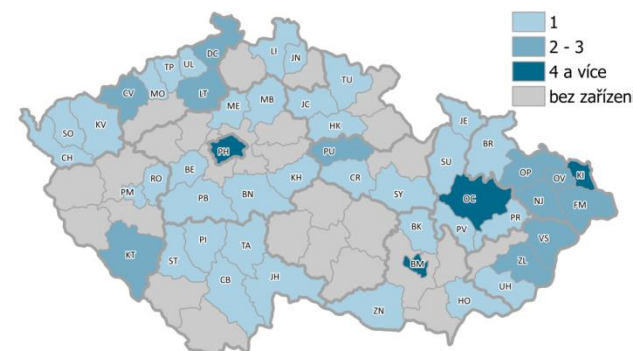 1
2 - 3
4 a více
bez zařízení
DC
LI
JN
TP
UL
CV
MO
LT
TU
ME
MB
JC
SO
KV
HK
JE
CH
PH
PU
BR
SU
OP
OV
KI
RO
BE
KH
CR
PM
PB
BN
SY
OC
NJ
FM
PR
PV
KT
PI
TA
BK
VS
ST
BM
ZL
CB
JH
UH
ZN
HO